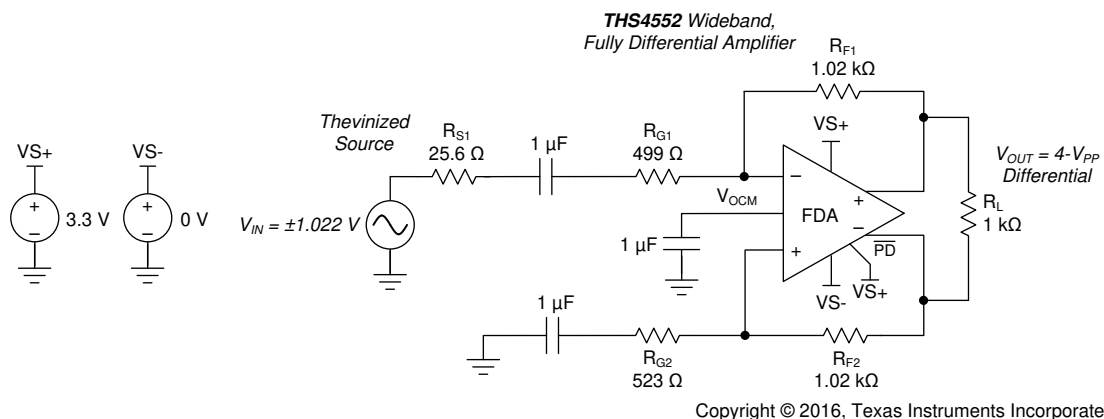 THS4552 Wideband,
Fully Differential Amplifier
RF1
1.02 kΩ
Thevinized
Source
RS1
25.6 Ω
1 µF
RG1
499 Ω
VS+
VS-
VS+
+
−
3.3 V
+
−
0 V
VIN = ±1.022 V
VOCM
−
FDA
+
+
−
PD
VS-
VS+
1 µF
VOUT = 4-VPP
Differential
RL
1 kΩ
1 µF
RG2
523 Ω
RF2
1.02 kΩ
Copyright © 2016, Texas Instruments Incorporate